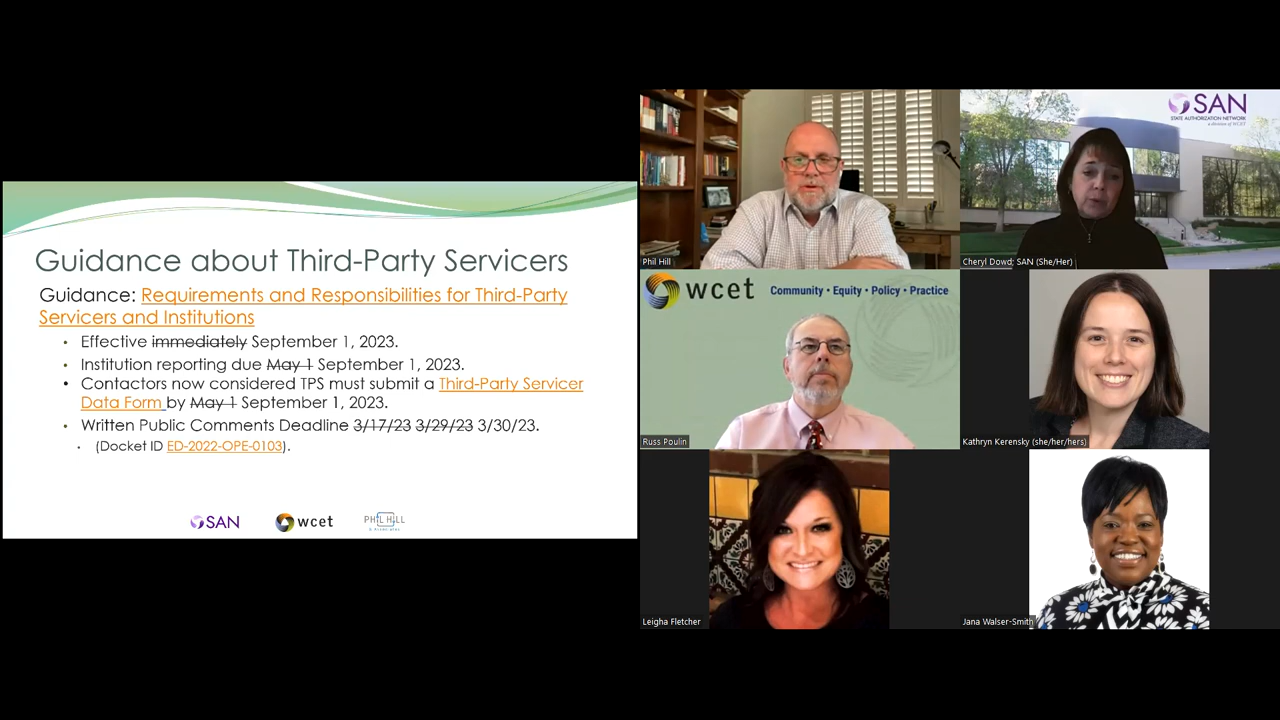 Guidance about Third-Party Servicers
Guidance: Requirements and Responsibilities for Third-Party
Servicers and Institutions
• Effective immediately September 1, 2023.
• Institution reporting due May 1 September 1, 2023.
• Contactors now considered TPS must submit a Third-Party Servicer
Data Form by May 1 September 1, 2023.
• Written Public Comments Deadline 3/17/23 3/29/23 3/30/23.
• (Docket ID ED-2022-OPE-0103).
SAN
wcet
PHIL HILL
Phil Hill
SAN
STATE AUTHORIZATION NETWORK
a division of WCET
Cheryl Dowd: SAN (She/Her)
wcet
Community • Equity • Policy • Practice
Russ Poulin
Kathryn Kerensky (she/her/hers)
Leigha Fletcher
Jana Walser-Smith